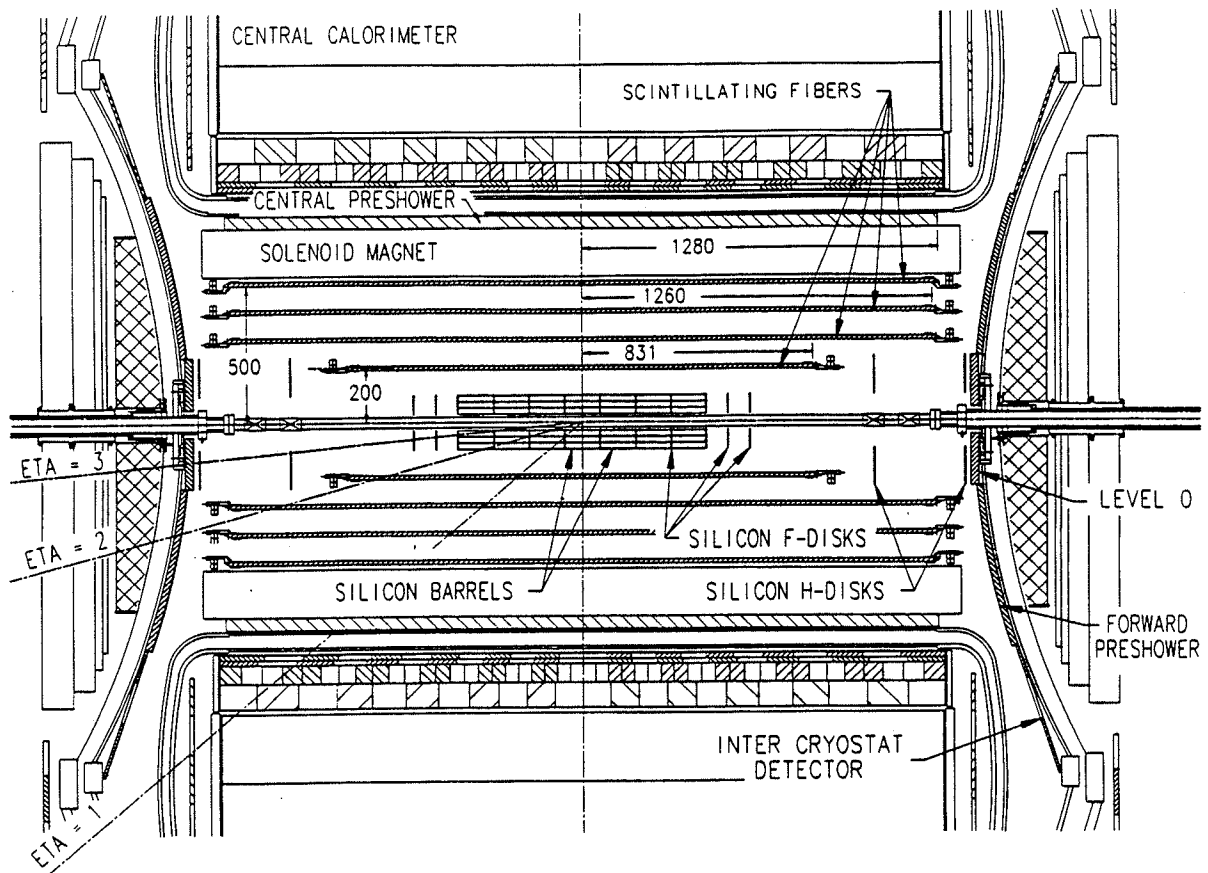 CENTRAL CALORIMETER
SCINTILLATING FIBERS
CENTRAL PRESHOWER
SOLENOID MAGNET
1280
1260
831
500
200
ETA = 3
ETA = 2
LEVEL 0
SILICON F-DISKS
SILICON BARRELS
SILICON H-DISKS
FORWARD
PRESHOWER
INTER CRYOSTAT
DETECTOR
ETA = 1